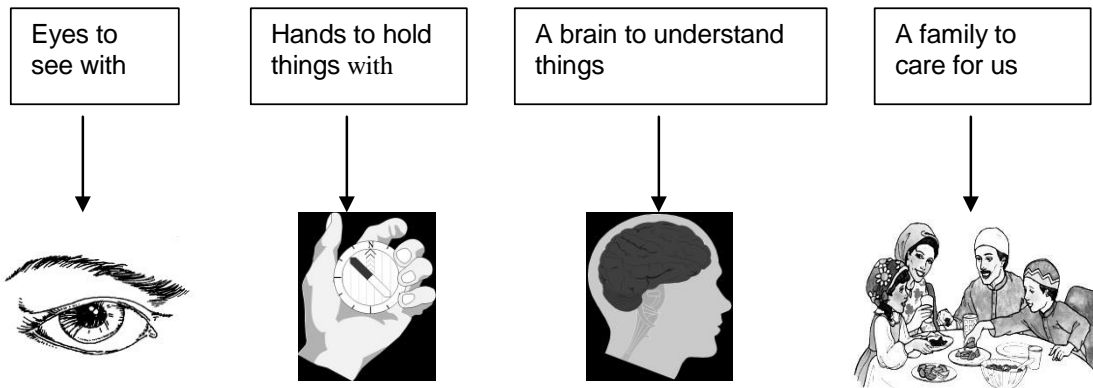 Eyes to
see with
Hands to hold
things with
A brain to understand
things
A family to
care for us
N